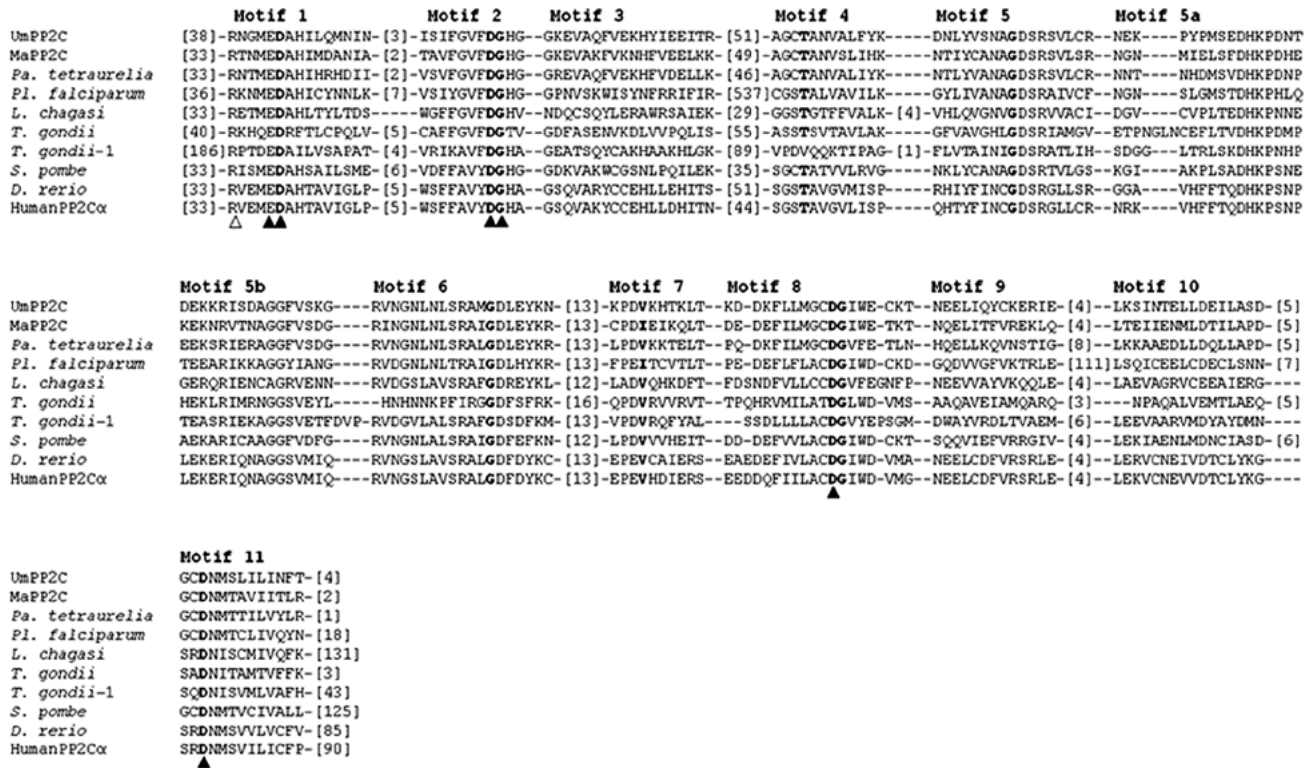 Motif 1 Motif 2 Motif 3 Motif 4 Motif 5 Motif 5a
UmPP2C [38]-RNGMEDAHILQMNIN-[3]-ISIFGVFDGHG--GKEVAQFVEKHYIEEITR-[51]-AGCTANVALFYK-----DNLYVSNAGDSRSVLCR--NEK---PYPMSEDHKPDNT
MaPP2C [33]-RTNMEDAHIMDANIA-[2]-TAVFGVFDGHG--GKEVAKFVKNHFVEELKK-[49]-AGCTANVSLIHK-----NTIYCANAGDSRSVLCR--NGK---PIEMSFDHKPDHE
Pa. tetraurelia [33]-RNTMEDAHIHRHDII-[2]-VSVFGVFDGHG--GREVAQFVEKHFVDELLK-[46]-AGCTANVALIYK-----NTLYVANAGDSRSVLSR--NNT---NHDMSVDHKPDNP
Pl. falciparum [36]-RKNMEDAHICYNNLK-[7]-VSIYGVFDGHG--GPNVSKWISYNFRRIFIR-[537]CGSTALVAVILK-----GYLIVANAGDSRAIVCF--NGN---SLGMSTDHKPHLQ
L. chagasi [33]-RETMEDAHLTYLTDS-----WGFFGVFDGHV--NDQCSQYLERAWRSAIEK-[29]-GGSTGTFFVALK-[4]-VHLQVGNVGDSRVVACI--DGV---CVPLTEDHKPNNE
T. gondii [40]-RKHQEDRFTLCPQLV-[5]-CAFFGVFDGTV--GDFASENVKDLVVPQLIS-[55]-ASSTSVTAVLAK-----GFVAVGHLGDSRIAMGV--ETPNGLNCEFLTVDHKPDMP
T. gondii-1 [186]RPTDEDAILVSAPAT-[4]-VRIKAVFDGHA--GEATSQYCAKHAAKHLGK-[89]-VPDVQQKTIPAG-[1]-FLVTAINIGDSRATLIH--SDGG---LTRLSKDHKPNHP
S. pombe [35]-RISMEDAHSAILSME-[6]-VDFFAVYDGHG--GDKVAKWCGSNLPQILEK-[35]-SGCTATVVLRVG-----NKLYCANAGDSRTVLGS--KGI---AKPLSADHKPSNE
D. rerio [33]-RVEMEDAHTAVIGLP-[5]-WSFFAVYDGHA--GSQVARYCCEHLLEHITS-[51]-SGSTAVGVMISP-----RHIYFINCGDSRGLLSR--GGA---VHFFTQDHKPSNP
HumanPP2Cα [33]-RVEMEDAHTAVIGLP-[5]-WSFFAVYDGHA--GSQVAKYCCEHLLDHITN-[44]-SGSTAVGVLISP-----QHTYFINCGDSRGLLCR--NRK---VHFFTQDHKPSNP
Motif 5b Motif 6 Motif 7 Motif 8 Motif 9 Motif 10
UmPP2C DEKKRISDAGGFVSKG----RVNGNLNLSRAMGDLEYKN-[13]-KPDVKHTKLT--KD-DKFLLMGCDGIWE-CKT--NEELIQYCKERIE-[4]-LKSINTELLDEILASD-[5]
MaPP2C KEKNRVTNAGGFVSDG----RINGNLNLSRAIGDLEYKR-[13]-CPDIEIKQLT--DE-DEFILMGCDGIWE-TKT--NQELITFVREKLQ-[4]-LTEIIENMLDTILAPD-[5]
Pa. tetraurelia EEKSRIERAGGFVSDG----RVNGNLNLSRALGDLEYKR-[13]-LPDVKKTELT--PQ-DKFILMGCDGVFE-TLN--HQELLKQVNSTIG-[8]-LKKAAEDLLDQLLAPD-[5]
Pl. falciparum TEEARIKKAGGYIANG----RVDGNLNLTRAIGDLHYKR-[13]-FPEITCVTLT--PE-DEFLFLACDGIWD-CKD--GQDVVGFVKTRLE-[111]LSQICEELCDECLSNN-[7]
L. chagasi GERQRIENCAGRVENN----RVDGSLAVSRAFGDREYKL-[12]-LADVQHKDFT--FDSNDFVLLCCDGVFEGNFP--NEEVVAYVKQQLE-[4]-LAEVAGRVCEEAIERG----
T. gondii HEKLRIMRNGGSVEYL----HNHNNKPFIRGGDFSFRK-[16]-QPDVRVVRVT--TPQHRVMILATDGLWD-VMS--AAQAVEIAMQARQ-[3]----NPAQALVEMTLAEQ-[5]
T. gondii-1 TEASRIEKAGGSVETFDVP-RVDGVLALSRAFGDSDFKM-[14]-VPDVRQFYAL----SSDLLLLACDGVYEPSGM--DWAYVRDLTVAEM-[6]-LEEVAARVMDYAYDMN----
S. pombe AEKARICAAGGFVDFG----RVNGNLALSRAIGDFEFKN-[12]-LPDVVVHEIT--DD-DEFVVLACDGIWD-CKT--SQQVIEFVRRGIV-[4]-LEKIAENLMDNCIASD-[6]
D. rerio LEKERIQNAGGSVMIQ----RVNGSLAVSRALGDFDYKC-[13]-EPEVCAIERS--EAEDEFIVLACDGIWD-VMA--NEELCDFVRSRLE-[4]-LERVCNEIVDTCLYKG----
HumanPP2Cα LEKERIQNAGGSVMIQ----RVNGSLAVSRALGDFDYKC-[13]-EPEVHDIERS--EEDDQFIILACDGIWD-VMG--NEELCDFVRSRLE-[4]-LEKVCNEVVDTCLYKG----
Motif 11
UmPP2C GCDNMSLILINFT-[4]
MaPP2C GCDNMTAVIITLR-[2]
Pa. tetraurelia GCDNMTTILVYLR-[1]
Pl. falciparum GCDNMTCLIVQYN-[18]
L. chagasi SRDNISCMIVQFK-[131]
T. gondii SADNITAMTVFFK-[3]
T. gondii-1 SQDNISVMLVAFH-[43]
S. pombe GCDNMTVCIVALL-[125]
D. rerio SRDNMSVVLVCFV-[85]
HumanPP2Cα SRDNMSVILICFP-[90]